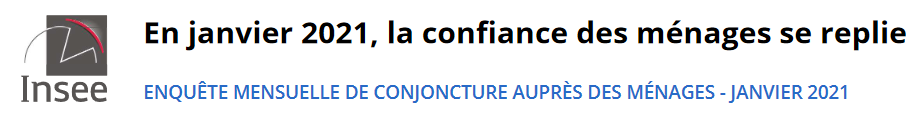 En janvier 2021, la confiance des ménages se replie
Insee
ENQUÊTE MENSUELLE DE CONJONCTURE AUPRÈS DES MÉNAGES - JANVIER 2021